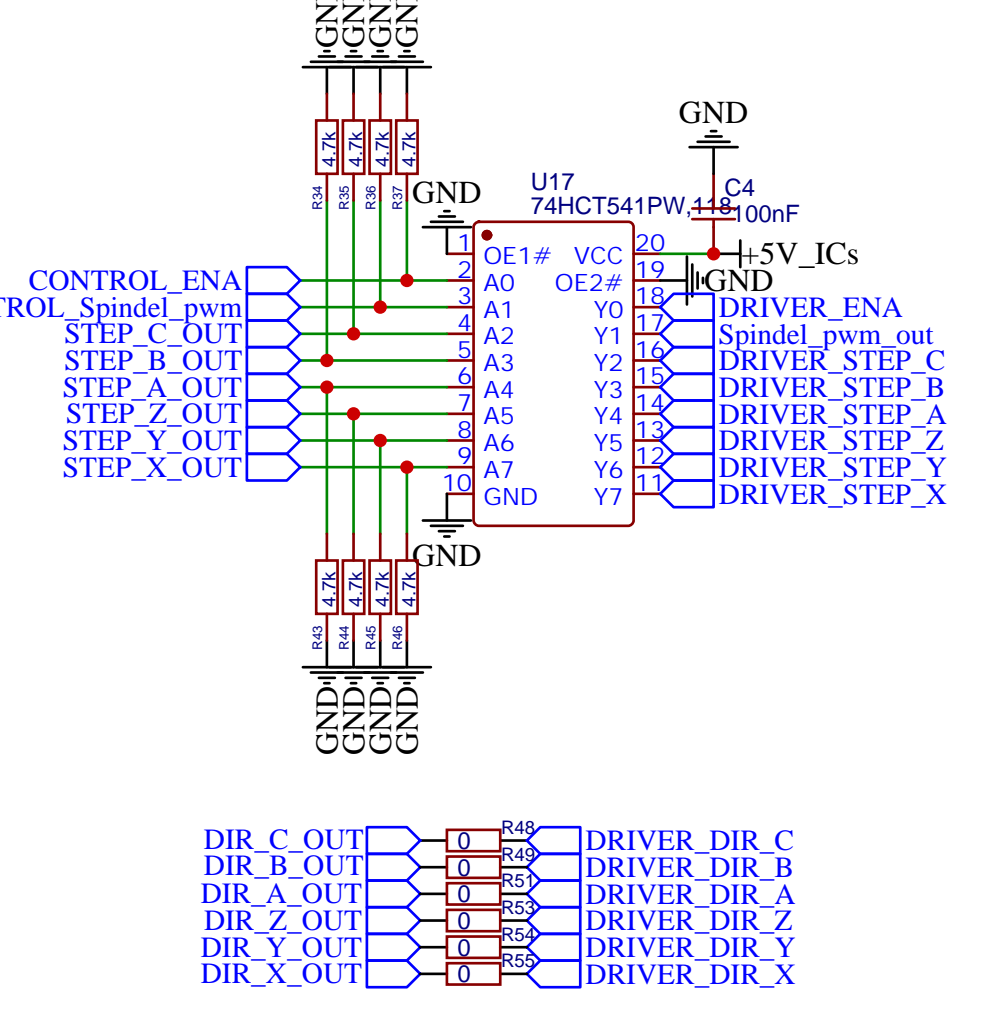 GND GND GND GND
4.7k 4.7k 4.7k 4.7k
R34 R35 R36 R37
GND
GND
U17
74HCT541PW,118
C4
100nF
1 OE1# VCC 20 +5V_ICs
2 A0 OE2# 19 GND
CONTROL_ENA
3 A1 Y0 18 DRIVER_ENA
TROL_Spindel_pwm
4 A2 Y1 17 Spindel_pwm_out
STEP_C_OUT
5 A3 Y2 16 DRIVER_STEP_C
STEP_B_OUT
6 A4 Y3 15 DRIVER_STEP_B
STEP_A_OUT
7 A5 Y4 14 DRIVER_STEP_A
STEP_Z_OUT
8 A6 Y5 13 DRIVER_STEP_Z
STEP_Y_OUT
9 A7 Y6 12 DRIVER_STEP_Y
STEP_X_OUT
10 GND Y7 11 DRIVER_STEP_X
GND
4.7k 4.7k 4.7k 4.7k
R43 R44 R45 R46
GND GND GND GND
DIR_C_OUT 0 R48 DRIVER_DIR_C
DIR_B_OUT 0 R49 DRIVER_DIR_B
DIR_A_OUT 0 R51 DRIVER_DIR_A
DIR_Z_OUT 0 R53 DRIVER_DIR_Z
DIR_Y_OUT 0 R54 DRIVER_DIR_Y
DIR_X_OUT 0 R55 DRIVER_DIR_X